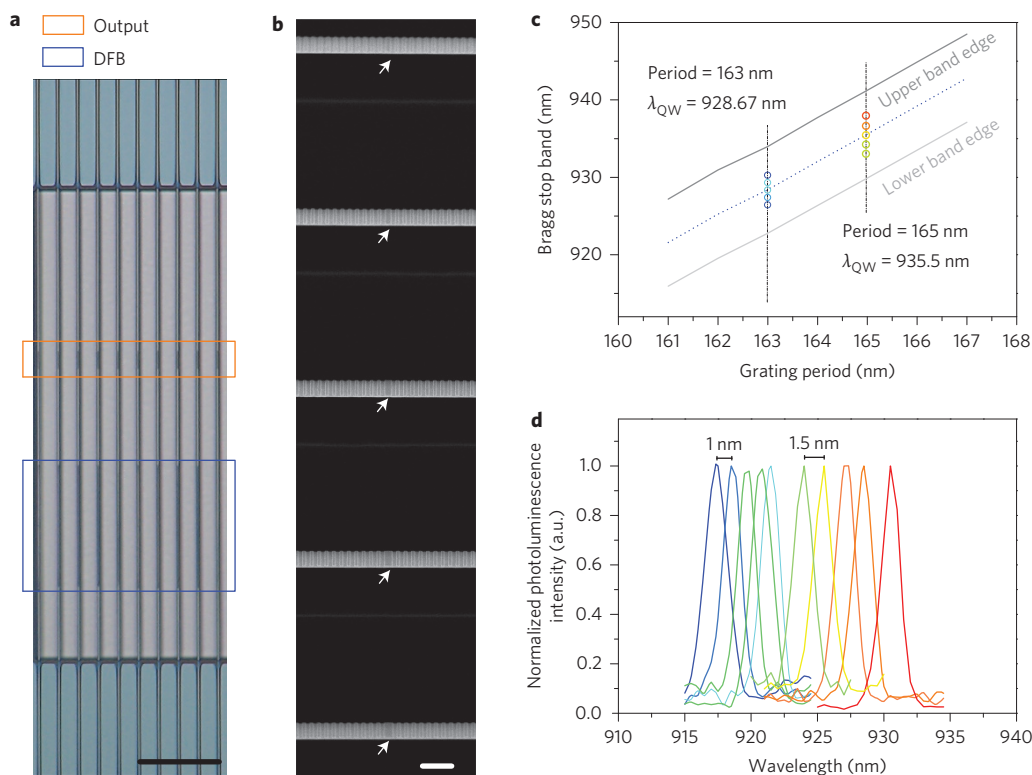 a
Output
DFB
b
c
Bragg stop band (nm)
950
940
930
920
Period = 163 nm
λQW = 928.67 nm
Upper band edge
Lower band edge
Period = 165 nm
λQW = 935.5 nm
160 161 162 163 164 165 166 167 168
Grating period (nm)
d
Normalized photoluminescence
intensity (a.u.)
1 nm
1.5 nm
1.0
0.8
0.6
0.4
0.2
0.0
910 915 920 925 930 935 940
Wavelength (nm)